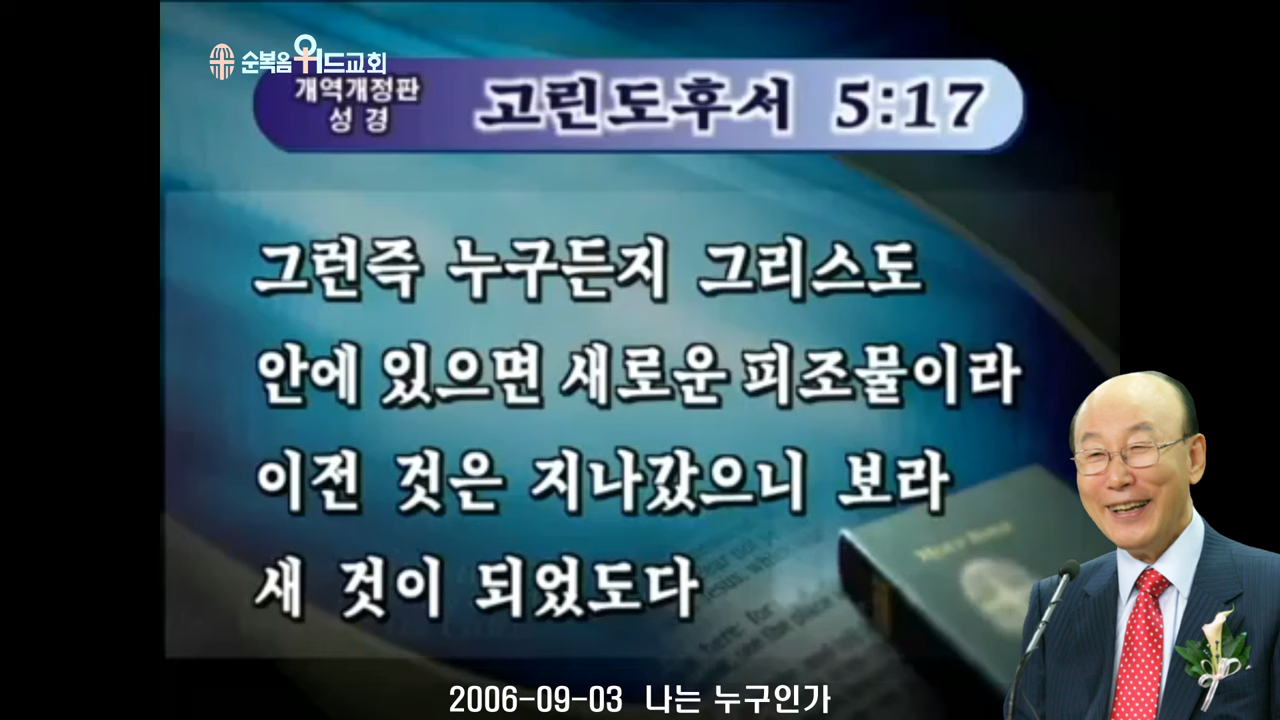 순복음워드교회
개역개정판
성 경
고린도후서 5:17
그런즉 누구든지 그리스도
안에 있으면 새로운 피조물이라
이전 것은 지나갔으니 보라
새 것이 되었도다
2006-09-03 나는 누구인가